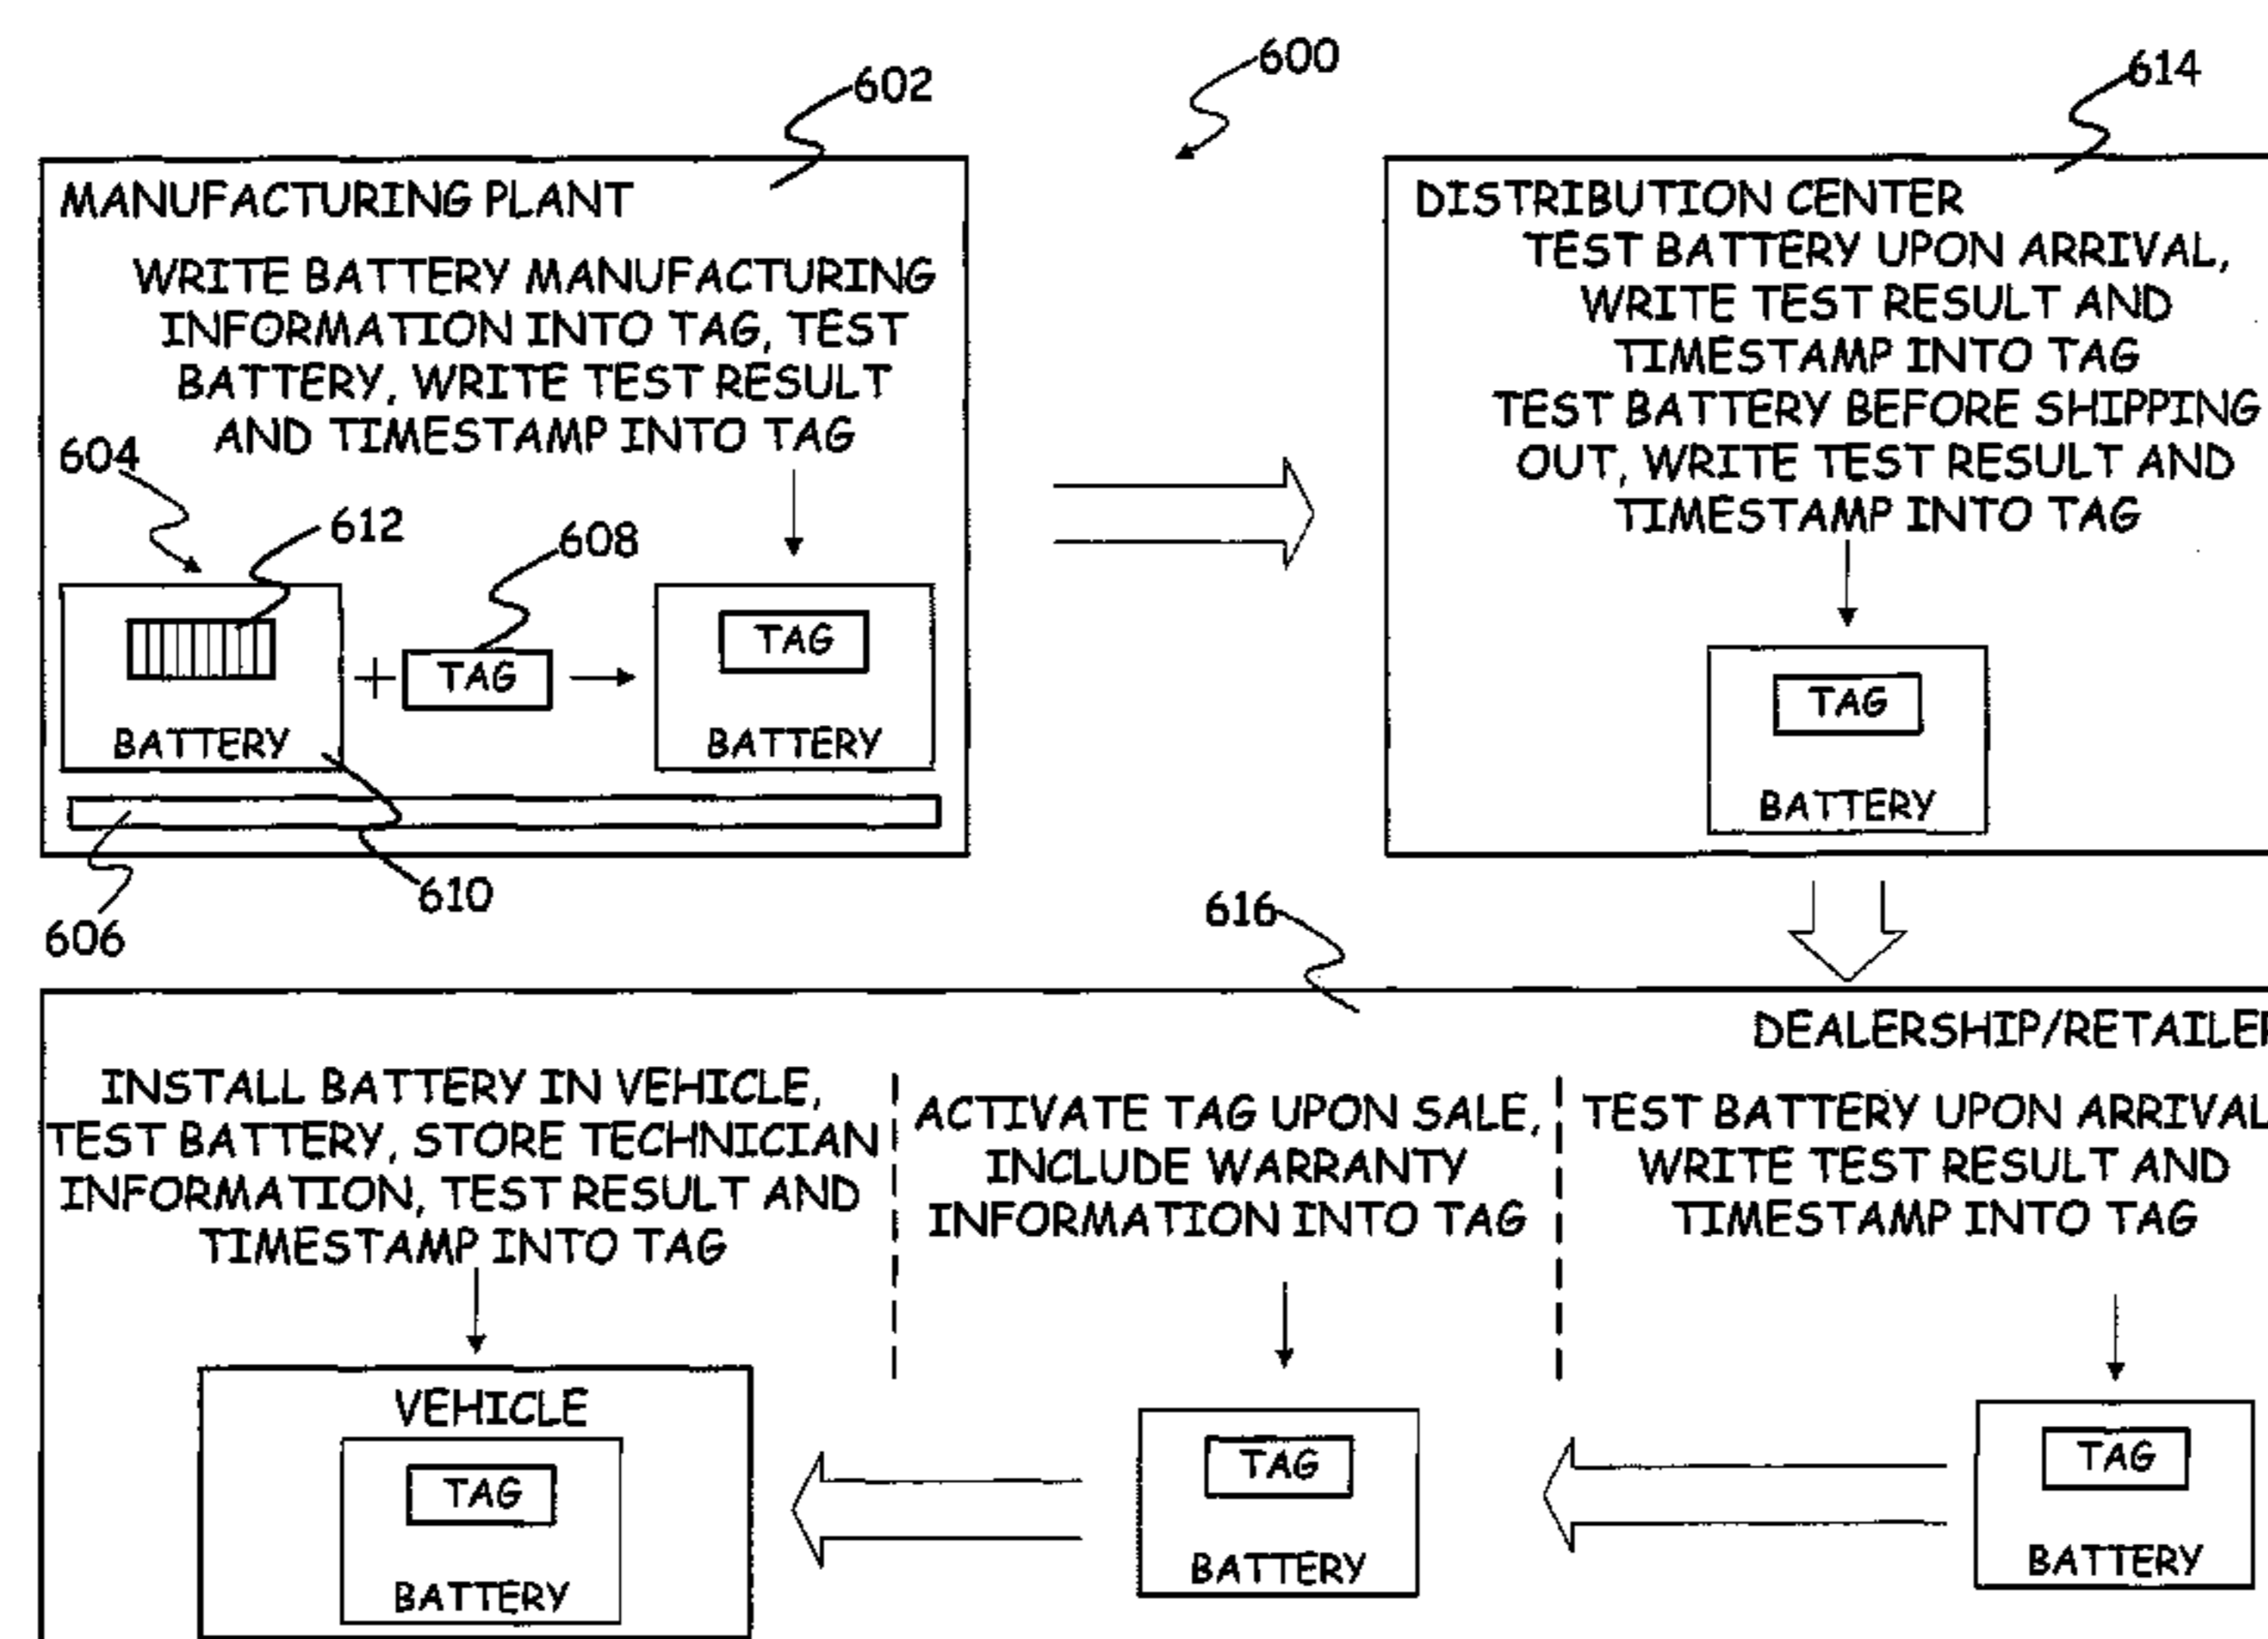 600
602
614
MANUFACTURING PLANT
WRITE BATTERY MANUFACTURING
INFORMATION INTO TAG, TEST
BATTERY, WRITE TEST RESULT
AND TIMESTAMP INTO TAG
604
612
608
TAG
TAG
BATTERY
BATTERY
606
610
DISTRIBUTION CENTER
TEST BATTERY UPON ARRIVAL,
WRITE TEST RESULT AND
TIMESTAMP INTO TAG
TEST BATTERY BEFORE SHIPPING
OUT, WRITE TEST RESULT AND
TIMESTAMP INTO TAG
TAG
BATTERY
616
DEALERSHIP/RETAILER
INSTALL BATTERY IN VEHICLE,
TEST BATTERY, STORE TECHNICIAN
INFORMATION, TEST RESULT AND
TIMESTAMP INTO TAG
VEHICLE
TAG
BATTERY
ACTIVATE TAG UPON SALE,
INCLUDE WARRANTY
INFORMATION INTO TAG
TAG
BATTERY
TEST BATTERY UPON ARRIVAL
WRITE TEST RESULT AND
TIMESTAMP INTO TAG
TAG
BATTERY